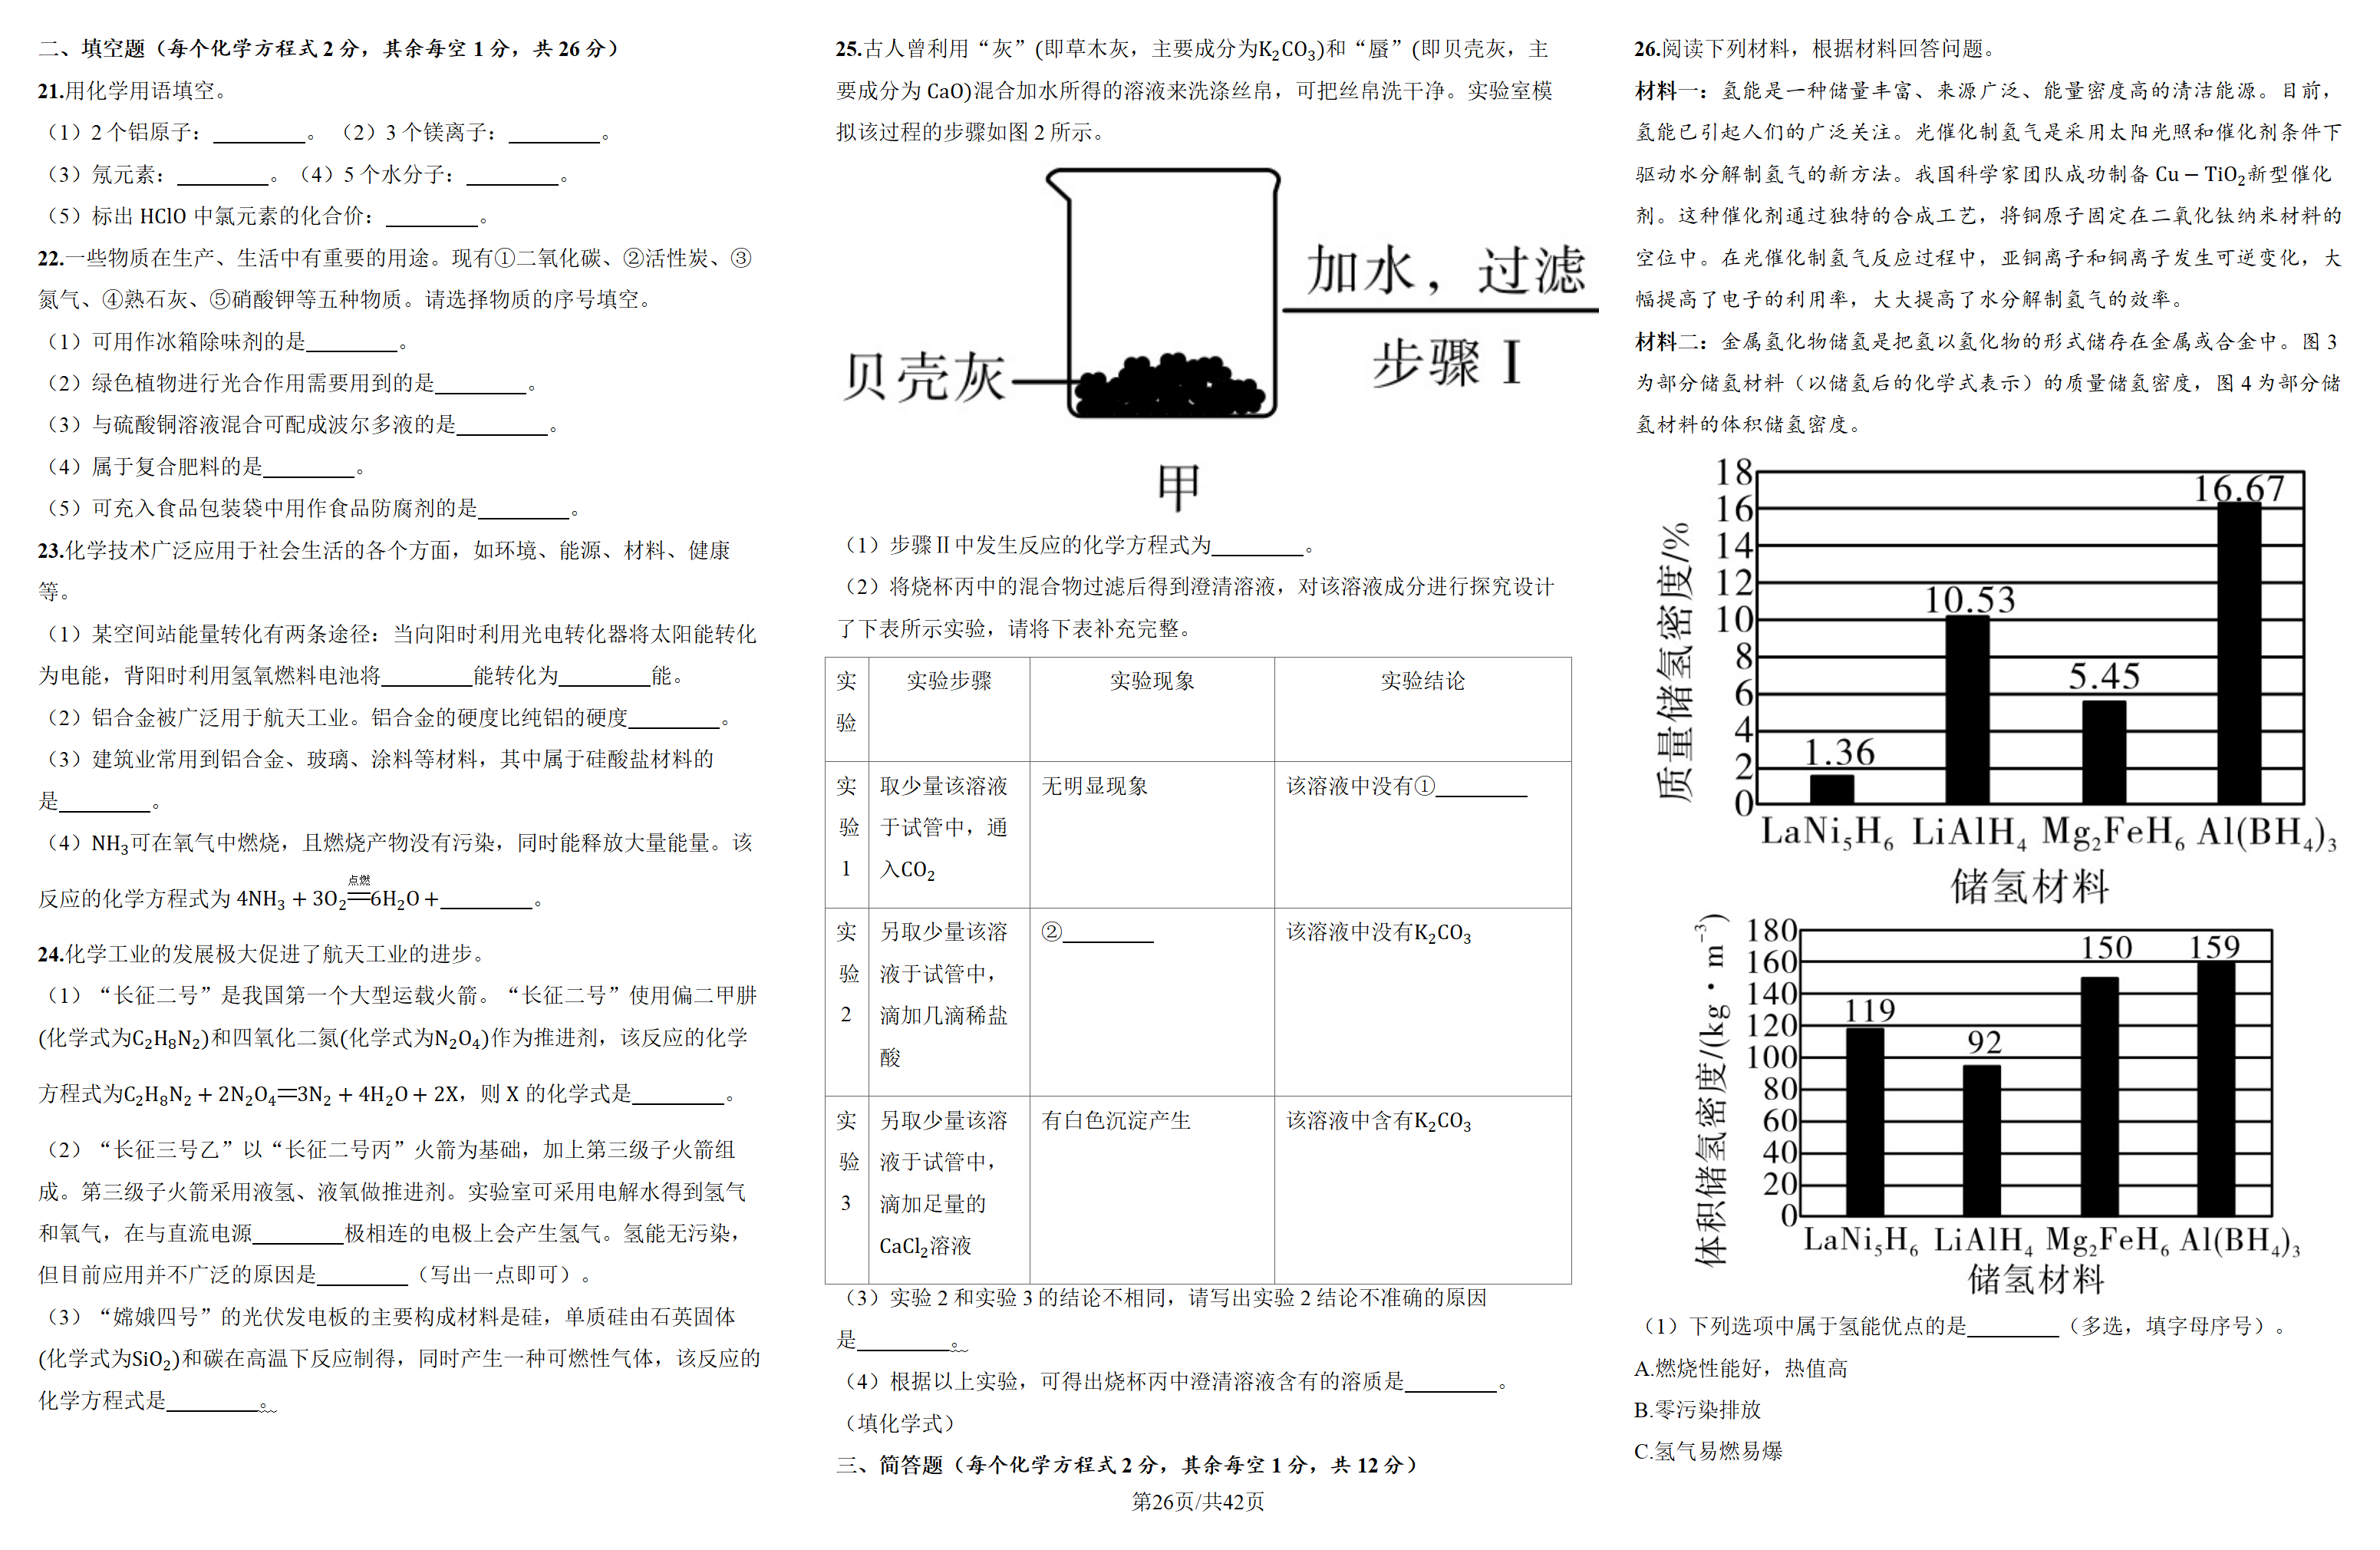 二、填空题（每个化学方程式 2 分，其余每空 1 分，共 26 分）
21.用化学用语填空。
（1）2 个铝原子：________。（2）3 个镁离子：________。
（3）氖元素：________。（4）5 个水分子：________。
（5）标出 HClO 中氯元素的化合价：________。
22.一些物质在生产、生活中有重要的用途。现有①二氧化碳、②活性炭、③
氮气、④熟石灰、⑤硝酸钾等五种物质。请选择物质的序号填空。
（1）可用作冰箱除味剂的是________。
（2）绿色植物进行光合作用需要用到的是________。
（3）与硫酸铜溶液混合可配成波尔多液的是________。
（4）属于复合肥料的是________。
（5）可充入食品包装袋中用作食品防腐剂的是________。
23.化学技术广泛应用于社会生活的各个方面，如环境、能源、材料、健康
等。
（1）某空间站能量转化有两条途径：当向阳时利用光电转化器将太阳能转化
为电能，背阳时利用氢氧燃料电池将________能转化为________能。
（2）铝合金被广泛用于航天工业。铝合金的硬度比纯铝的硬度________。
（3）建筑业常用到铝合金、玻璃、涂料等材料，其中属于硅酸盐材料的
是________。
（4）NH₃可在氧气中燃烧，且燃烧产物没有污染，同时能释放大量能量。该
点燃
反应的化学方程式为 4NH₃ + 3O₂══6H₂O +________。
24.化学工业的发展极大促进了航天工业的进步。
（1）“长征二号”是我国第一个大型运载火箭。“长征二号”使用偏二甲肼
(化学式为C₂H₈N₂)和四氧化二氮(化学式为N₂O₄)作为推进剂，该反应的化学
方程式为C₂H₈N₂ + 2N₂O₄══3N₂ + 4H₂O + 2X，则 X 的化学式是________。
（2）“长征三号乙”以“长征二号丙”火箭为基础，加上第三级子火箭组
成。第三级子火箭采用液氢、液氧做推进剂。实验室可采用电解水得到氢气
和氧气，在与直流电源________极相连的电极上会产生氢气。氢能无污染，
但目前应用并不广泛的原因是________（写出一点即可）。
（3）“嫦娥四号”的光伏发电板的主要构成材料是硅，单质硅由石英固体
(化学式为SiO₂)和碳在高温下反应制得，同时产生一种可燃性气体，该反应的
化学方程式是________。
25.古人曾利用“灰”(即草木灰，主要成分为K₂CO₃)和“蜃”(即贝壳灰，主
要成分为 CaO)混合加水所得的溶液来洗涤丝帛，可把丝帛洗干净。实验室模
拟该过程的步骤如图 2 所示。
加水，过滤
步骤Ⅰ
贝壳灰
甲
（1）步骤Ⅱ中发生反应的化学方程式为________。
（2）将烧杯丙中的混合物过滤后得到澄清溶液，对该溶液成分进行探究设计
了下表所示实验，请将下表补充完整。
实 实验步骤 实验现象 实验结论
验
实 取少量该溶液 无明显现象 该溶液中没有①________
验 于试管中，通
1 入CO₂
实 另取少量该溶 ②________ 该溶液中没有K₂CO₃
验 液于试管中，
2 滴加几滴稀盐
酸
实 另取少量该溶 有白色沉淀产生 该溶液中含有K₂CO₃
验 液于试管中，
3 滴加足量的
CaCl₂溶液
（3）实验 2 和实验 3 的结论不相同，请写出实验 2 结论不准确的原因
是________。
（4）根据以上实验，可得出烧杯丙中澄清溶液含有的溶质是________。
（填化学式）
三、简答题（每个化学方程式 2 分，其余每空 1 分，共 12 分）
26.阅读下列材料，根据材料回答问题。
材料一：氢能是一种储量丰富、来源广泛、能量密度高的清洁能源。目前，
氢能已引起人们的广泛关注。光催化制氢气是采用太阳光照和催化剂条件下
驱动水分解制氢气的新方法。我国科学家团队成功制备 Cu − TiO₂新型催化
剂。这种催化剂通过独特的合成工艺，将铜原子固定在二氧化钛纳米材料的
空位中。在光催化制氢气反应过程中，亚铜离子和铜离子发生可逆变化，大
幅提高了电子的利用率，大大提高了水分解制氢气的效率。
材料二：金属氢化物储氢是把氢以氢化物的形式储存在金属或合金中。图 3
为部分储氢材料（以储氢后的化学式表示）的质量储氢密度，图 4 为部分储
氢材料的体积储氢密度。
质量储氢密度/%
18
16
14
12
10
8
6
4
2
0
1.36
10.53
5.45
16.67
LaNi₅H₆ LiAlH₄ Mg₂FeH₆ Al(BH₄)₃
储氢材料
体积储氢密度/(kg·m⁻³)
180
160
140
120
100
80
60
40
20
0
119
92
150
159
LaNi₅H₆ LiAlH₄ Mg₂FeH₆ Al(BH₄)₃
储氢材料
（1）下列选项中属于氢能优点的是________（多选，填字母序号）。
A.燃烧性能好，热值高
B.零污染排放
C.氢气易燃易爆
第26页/共42页